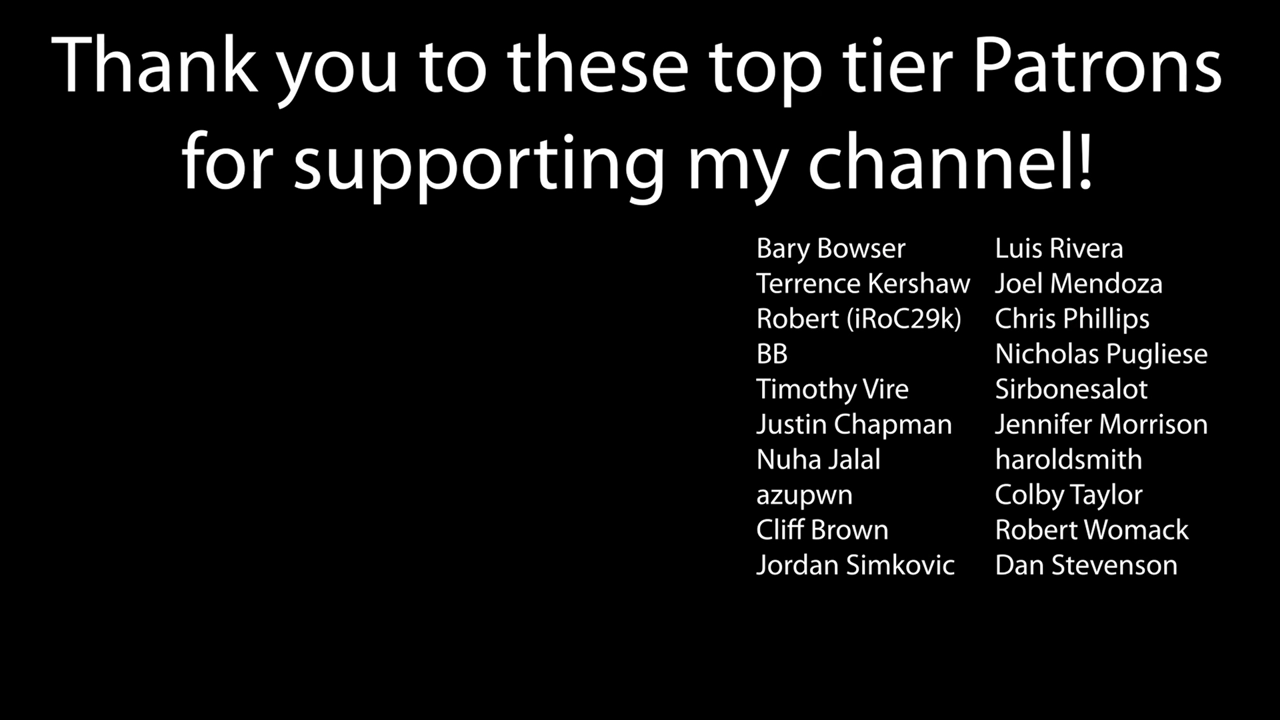 Thank you to these top tier Patrons
for supporting my channel!
Bary Bowser
Terrence Kershaw
Robert (iRoC29k)
BB
Timothy Vire
Justin Chapman
Nuha Jalal
azupwn
Cliff Brown
Jordan Simkovic
Luis Rivera
Joel Mendoza
Chris Phillips
Nicholas Pugliese
Sirbonesalot
Jennifer Morrison
haroldsmith
Colby Taylor
Robert Womack
Dan Stevenson